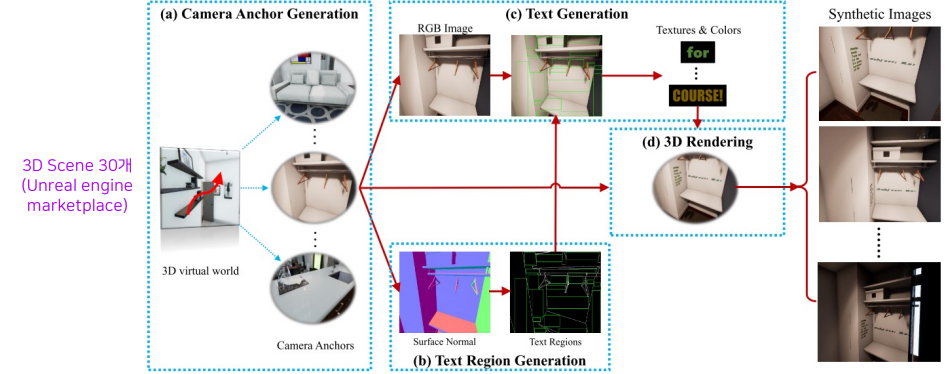 (a) Camera Anchor Generation
(c) Text Generation
Synthetic Images
RGB Image
Textures & Colors
for
COURSE!
(d) 3D Rendering
3D Scene 30개
(Unreal engine
marketplace)
3D virtual world
Camera Anchors
Surface Normal
Text Regions
(b) Text Region Generation